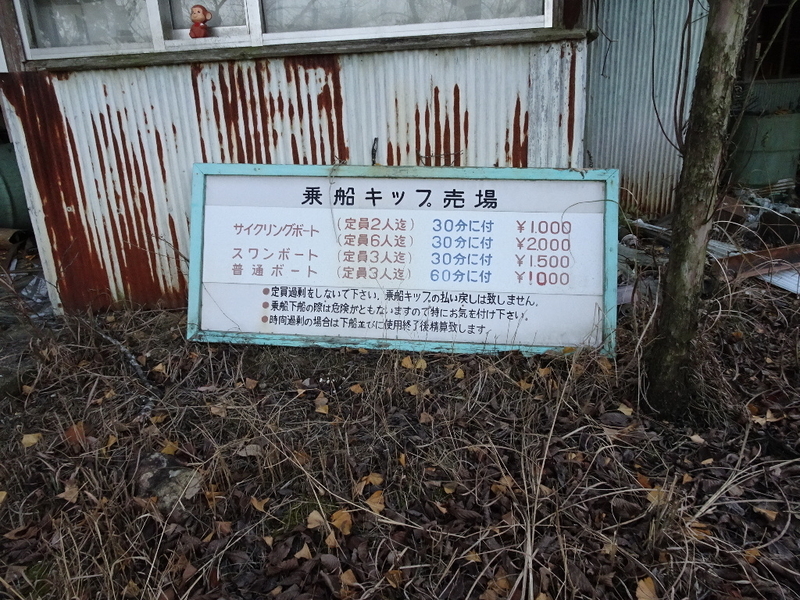 乗船キップ売場
サイクリングボート (定員2人迄) 30分に付 ￥1.000
(定員6人迄) 30分に付 ￥2000
スワンボート (定員3人迄) 30分に付 ￥1.500
普通ボート (定員3人迄) 60分に付 ￥1000
●定員過剰をしないで下さい。乗船キップの払い戻しは致しません。
●乗船下船の際は危険がともないますので特にお気を付け下さい。
●時間過剰の場合は下船並びに使用終了後精算致します。